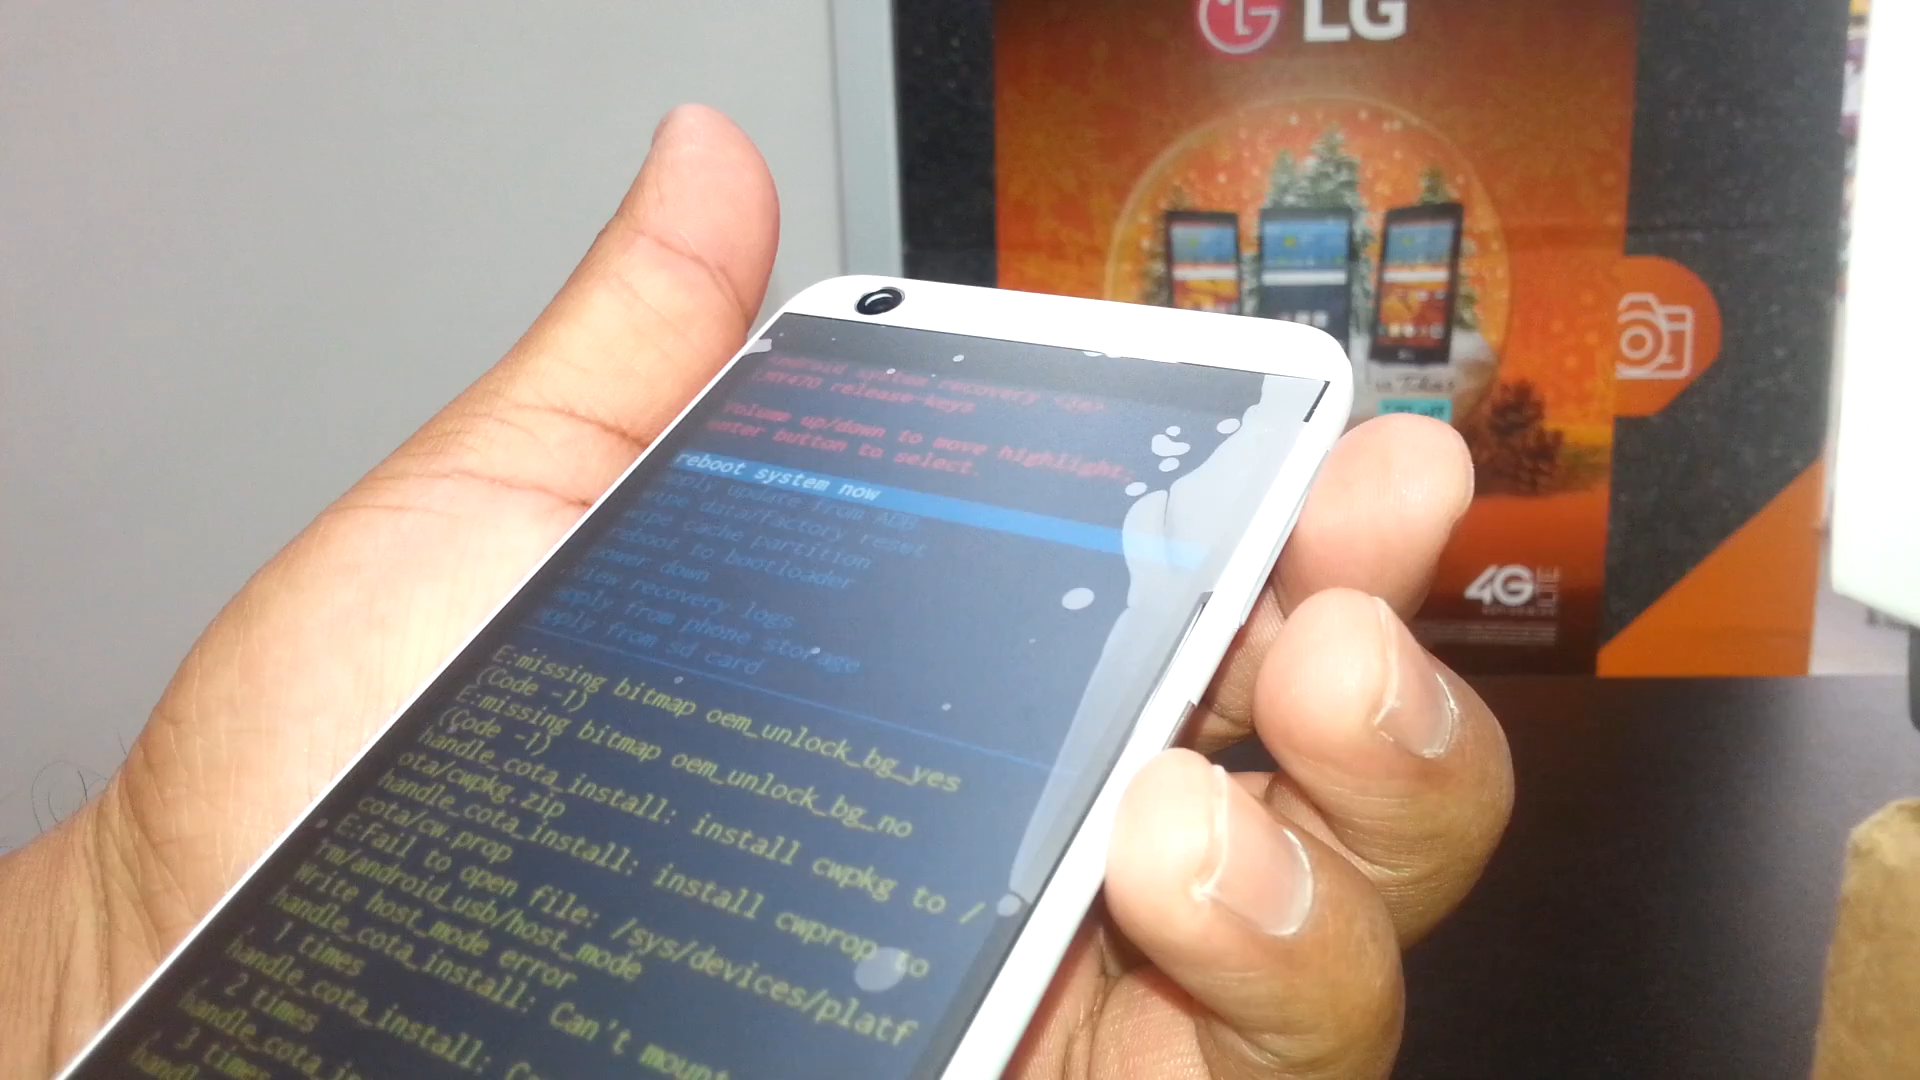 LG
Android system recovery <3e>
LMY47O release-keys
Volume up/down to move highlight;
enter button to select.
reboot system now
apply update from ADB
wipe data/factory reset
wipe cache partition
reboot to bootloader
power down
view recovery logs
apply from phone storage
apply from sd card
E:missing bitmap oem_unlock_bg_yes
(Code -1)
E:missing bitmap oem_unlock_bg_no
(Code -1)
handle_cota_install: install cwpkg to /
ota/cwpkg.zip
handle_cota_install: install cwprop to
cota/cw.prop
E:Fail to open file: /sys/devices/platf
rm/android_usb/host_mode
Write host_mode error
handle_cota_install: Can't mount
, 1 times
handle_cota_install:
, 2 times
handle_cota_in
, 3 times
handl
4G LTE